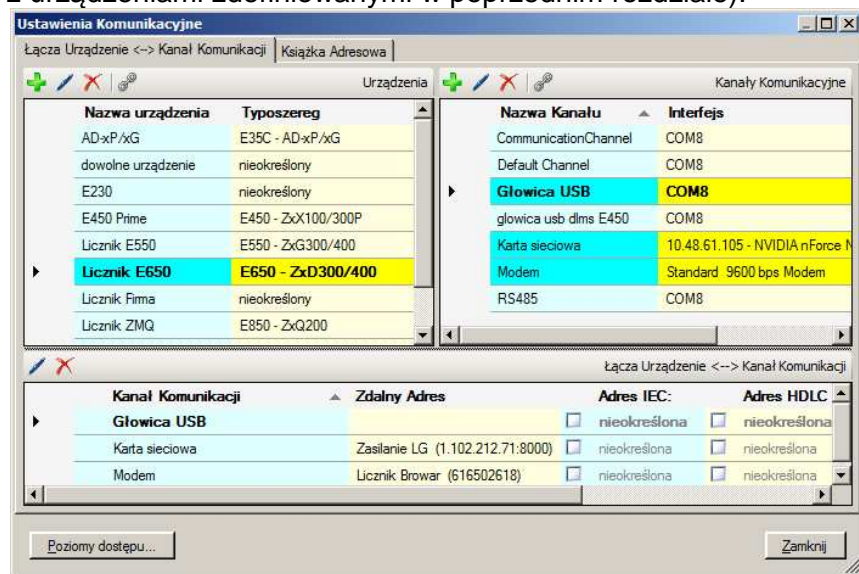 z urządzeniami zdefiniowanymi w poprzednim rozdziale).
Ustawienia Komunikacyjne
Łącza Urządzenie <--> Kanał Komunikacji Książka Adresowa
Urządzenia
Nazwa urządzenia Typoszereg
AD-xP/xG E35C - AD-xP/xG
dowolne urządzenie nieokreślony
E230 nieokreślony
E450 Prime E450 - ZxX100/300P
Licznik E550 E550 - ZxG300/400
Licznik E650 E650 - ZxD300/400
Licznik Firma nieokreślony
Licznik ZMQ E850 - ZxQ200
Kanały Komunikacyjne
Nazwa Kanału Interfejs
CommunicationChannel COM8
Default Channel COM8
Głowica USB COM8
glowica usb dlms E450 COM8
Karta sieciowa 10.48.61.105 - NVIDIA nForce N
Modem Standard 9600 bps Modem
RS485 COM8
Łącza Urządzenie <--> Kanał Komunikacji
Kanał Komunikacji Zdalny Adres Adres IEC: Adres HDLC
Głowica USB nieokreślona nieokreślona
Karta sieciowa Zasilanie LG (1.102.212.71:8000) nieokreślona nieokreślona
Modem Licznik Browar (616502618) nieokreślona nieokreślona
Poziomy dostępu... Zamknij